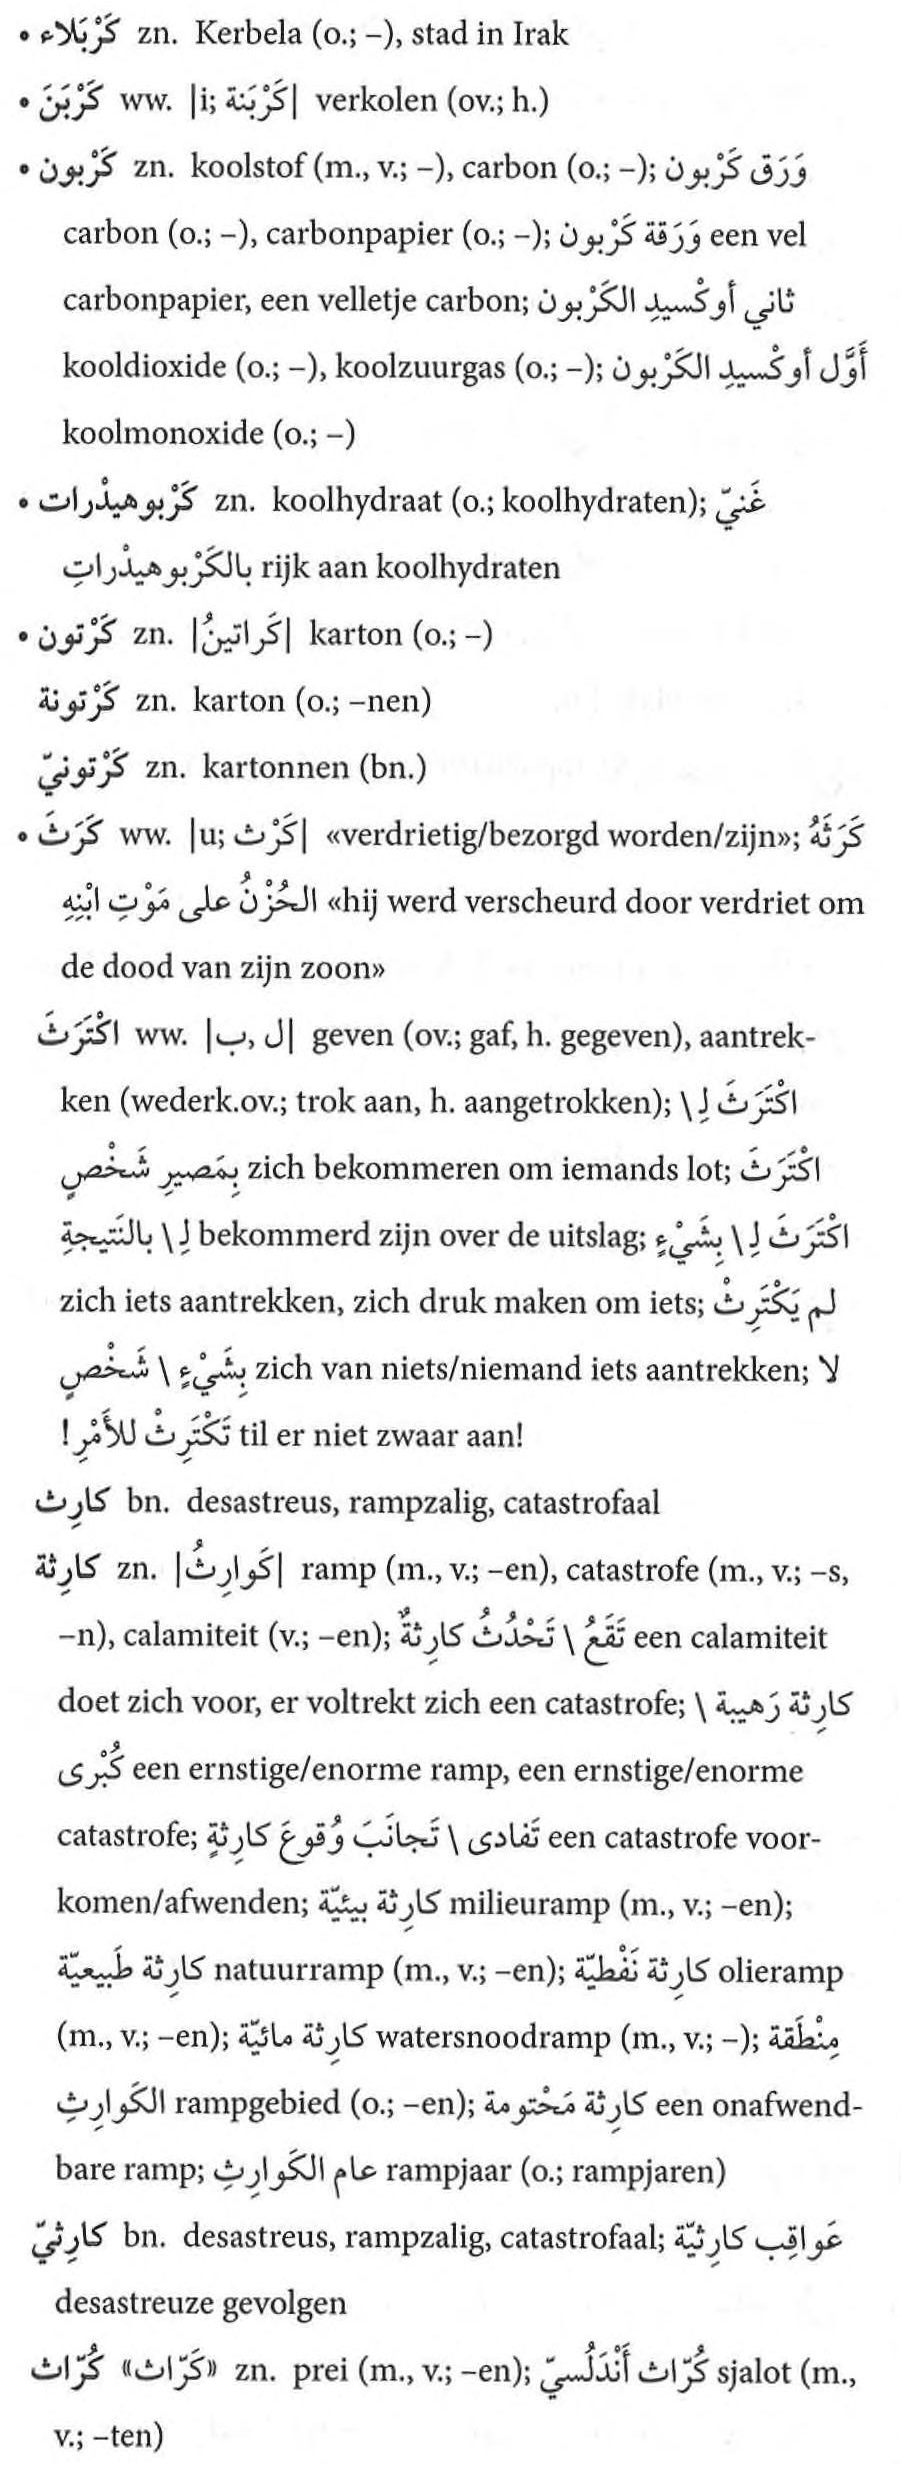 • كَرْبَلاء zn. Kerbela (o.; –), stad in Irak
• كَرْبَنَ ww. |i; كَرْبَنة| verkolen (ov.; h.)
• كَرْبون zn. koolstof (m., v.; –), carbon (o.; –); وَرَق كَرْبون
carbon (o.; –), carbonpapier (o.; –); وَرَقة كَرْبون een vel
carbonpapier, een velletje carbon; ثاني أوكْسيدِ الكَرْبون
kooldioxide (o.; –), koolzuurgas (o.; –); أَوَّل أوكْسيدِ الكَرْبون
koolmonoxide (o.; –)
• كَرْبوهيدْرات zn. koolhydraat (o.; koolhydraten); غَنيّ
بالكَرْبوهيدْراتِ rijk aan koolhydraten
• كَرْتون zn. |كَراتينُ| karton (o.; –)
كَرْتونة zn. karton (o.; –nen)
كَرْتونيّ zn. kartonnen (bn.)
• كَرَثَ ww. |u; كَرْث| «verdrietig/bezorgd worden/zijn»; كَرَثَهُ
الحُزْنُ على مَوْتِ ابْنِهِ «hij werd verscheurd door verdriet om
de dood van zijn zoon»
اكْتَرَثَ ww. |ل, ب| geven (ov.; gaf, h. gegeven), aantrek-
ken (wederk.ov.; trok aan, h. aangetrokken); اكْتَرَثَ لِ \
بِمَصيرِ شَخْصٍ zich bekommeren om iemands lot; اكْتَرَثَ
لِ \ بالنَتيجةِ bekommerd zijn over de uitslag; اكْتَرَثَ لِ \ بِشَيْءٍ
zich iets aantrekken, zich druk maken om iets; لم يَكْتَرِثْ
بِشَيْءٍ \ شَخْصٍ zich van niets/niemand iets aantrekken; لا
تَكْتَرِثْ للأَمْرِ! til er niet zwaar aan!
كارِث bn. desastreus, rampzalig, catastrofaal
كارِثة zn. |كَوارِثُ| ramp (m., v.; –en), catastrofe (m., v.; –s,
–n), calamiteit (v.; –en); تَقَعُ \ تَحْدُثُ كارِثةٌ een calamiteit
doet zich voor, er voltrekt zich een catastrofe; كارِثة رَهيبة \
كُبْرى een ernstige/enorme ramp, een ernstige/enorme
catastrofe; تَفادى \ تَجانَبَ وُقوعَ كارِثةٍ een catastrofe voor-
komen/afwenden; كارِثة بيئيّة milieuramp (m., v.; –en);
كارِثة طَبيعيّة natuurramp (m., v.; –en); كارِثة نَفْطيّة olieramp
(m., v.; –en); كارِثة مائيّة watersnoodramp (m., v.; –); مِنْطَقة
الكَوارِثِ rampgebied (o.; –en); كارِثة مَحْتومة een onafwend-
bare ramp; عام الكَوارِثِ rampjaar (o.; rampjaren)
كارِثيّ bn. desastreus, rampzalig, catastrofaal; عَواقِب كارِثيّة
desastreuze gevolgen
كُرّاث «كَرّاث» zn. prei (m., v.; –en); كُرّاث أَنْدَلُسيّ sjalot (m.,
v.; –ten)